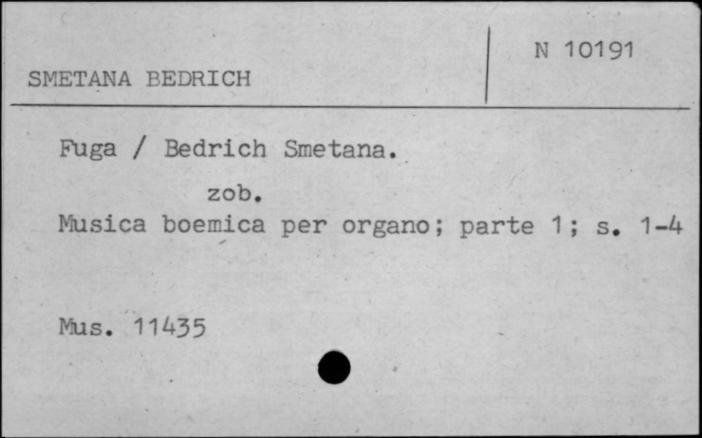 N 10191
SMETANA BEDRICH
Fuga / Bedrich Smetana.
zob.
Musica boemica per organo; parte 1; s. 1-4
Mus. 11435